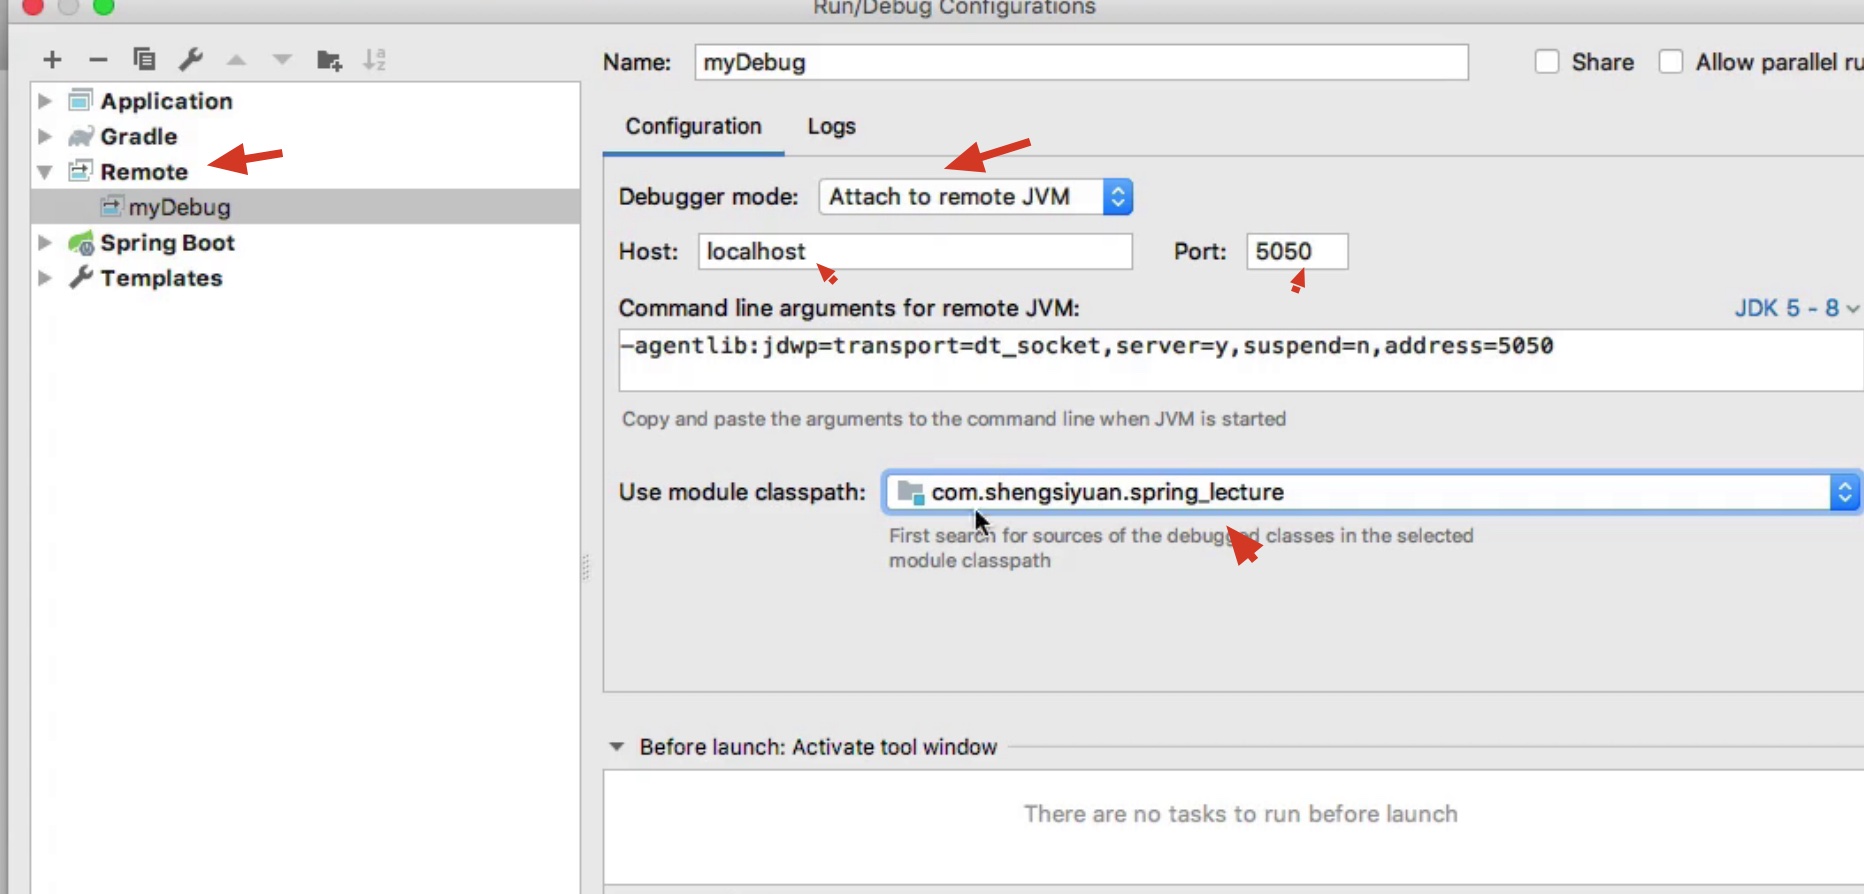 Run/Debug Configurations
Application
Gradle
Remote
myDebug
Spring Boot
Templates
Name: myDebug Share Allow parallel ru
Configuration Logs
Debugger mode: Attach to remote JVM
Host: localhost Port: 5050
Command line arguments for remote JVM: JDK 5 - 8
-agentlib:jdwp=transport=dt_socket,server=y,suspend=n,address=5050
Copy and paste the arguments to the command line when JVM is started
Use module classpath: com.shengsiyuan.spring_lecture
First search for sources of the debugged classes in the selected
module classpath
Before launch: Activate tool window
There are no tasks to run before launch